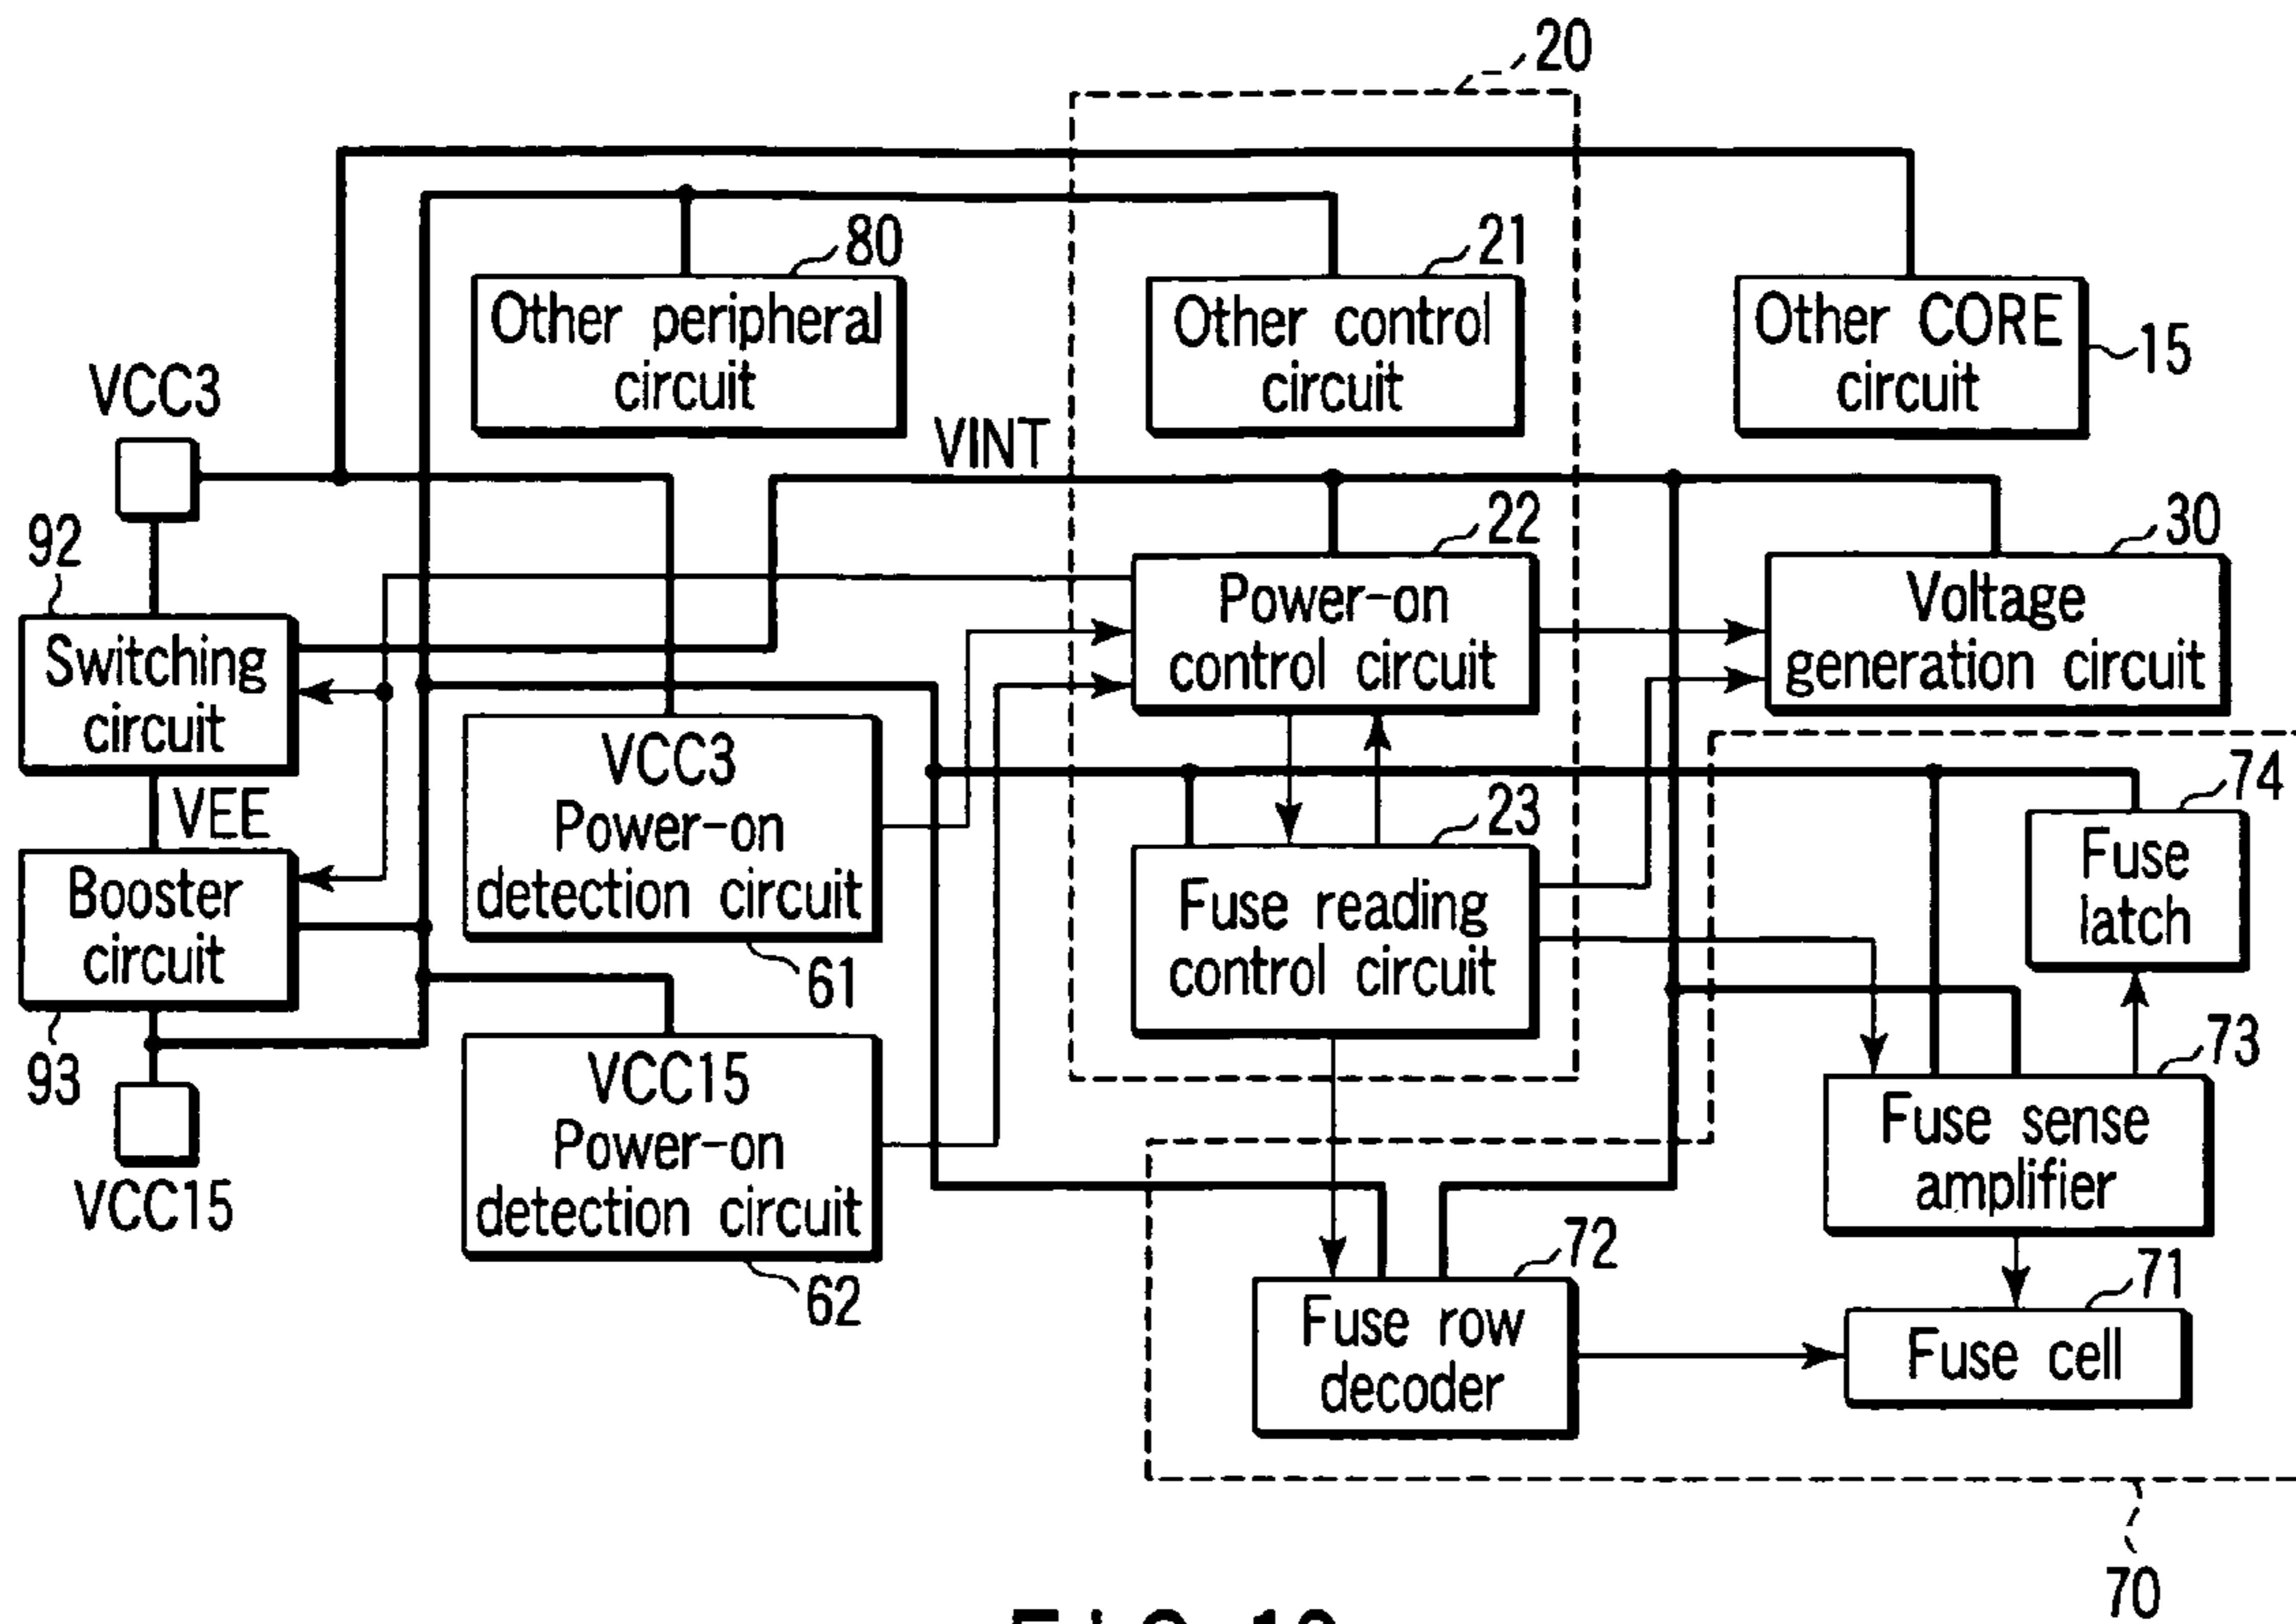 20
80
Other peripheral
circuit
21
Other control
circuit
Other CORE
circuit
15
VCC3
VINT
92
Switching
circuit
22
Power-on
control circuit
30
Voltage
generation circuit
VEE
Booster
circuit
93
VCC15
VCC3
Power-on
detection circuit
61
VCC15
Power-on
detection circuit
62
23
Fuse reading
control circuit
74
Fuse
latch
73
Fuse sense
amplifier
72
Fuse row
decoder
71
Fuse cell
70